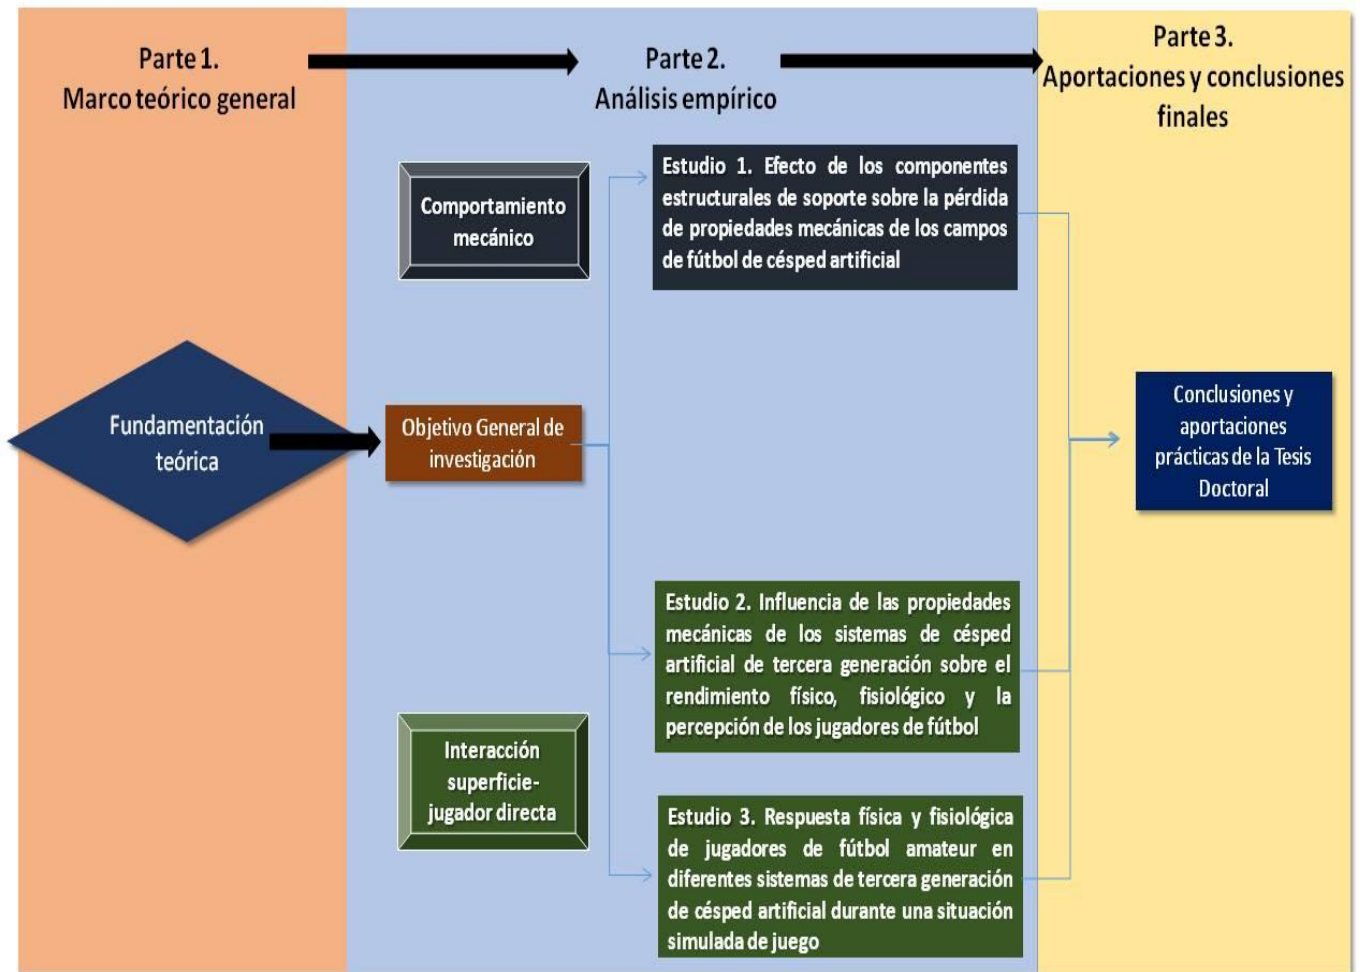 Parte 1.
Marco teórico general
Parte 2.
Análisis empírico
Parte 3.
Aportaciones y conclusiones
finales
Comportamiento
mecánico
Estudio 1. Efecto de los componentes
estructurales de soporte sobre la pérdida
de propiedades mecánicas de los campos
de fútbol de césped artificial
Fundamentación
teórica
Objetivo General de
investigación
Conclusiones y
aportaciones
prácticas de la Tesis
Doctoral
Estudio 2. Influencia de las propiedades
mecánicas de los sistemas de césped
artificial de tercera generación sobre el
rendimiento físico, fisiológico y la
percepción de los jugadores de fútbol
Interacción
superficie-
jugador directa
Estudio 3. Respuesta física y fisiológica
de jugadores de fútbol amateur en
diferentes sistemas de tercera generación
de césped artificial durante una situación
simulada de juego